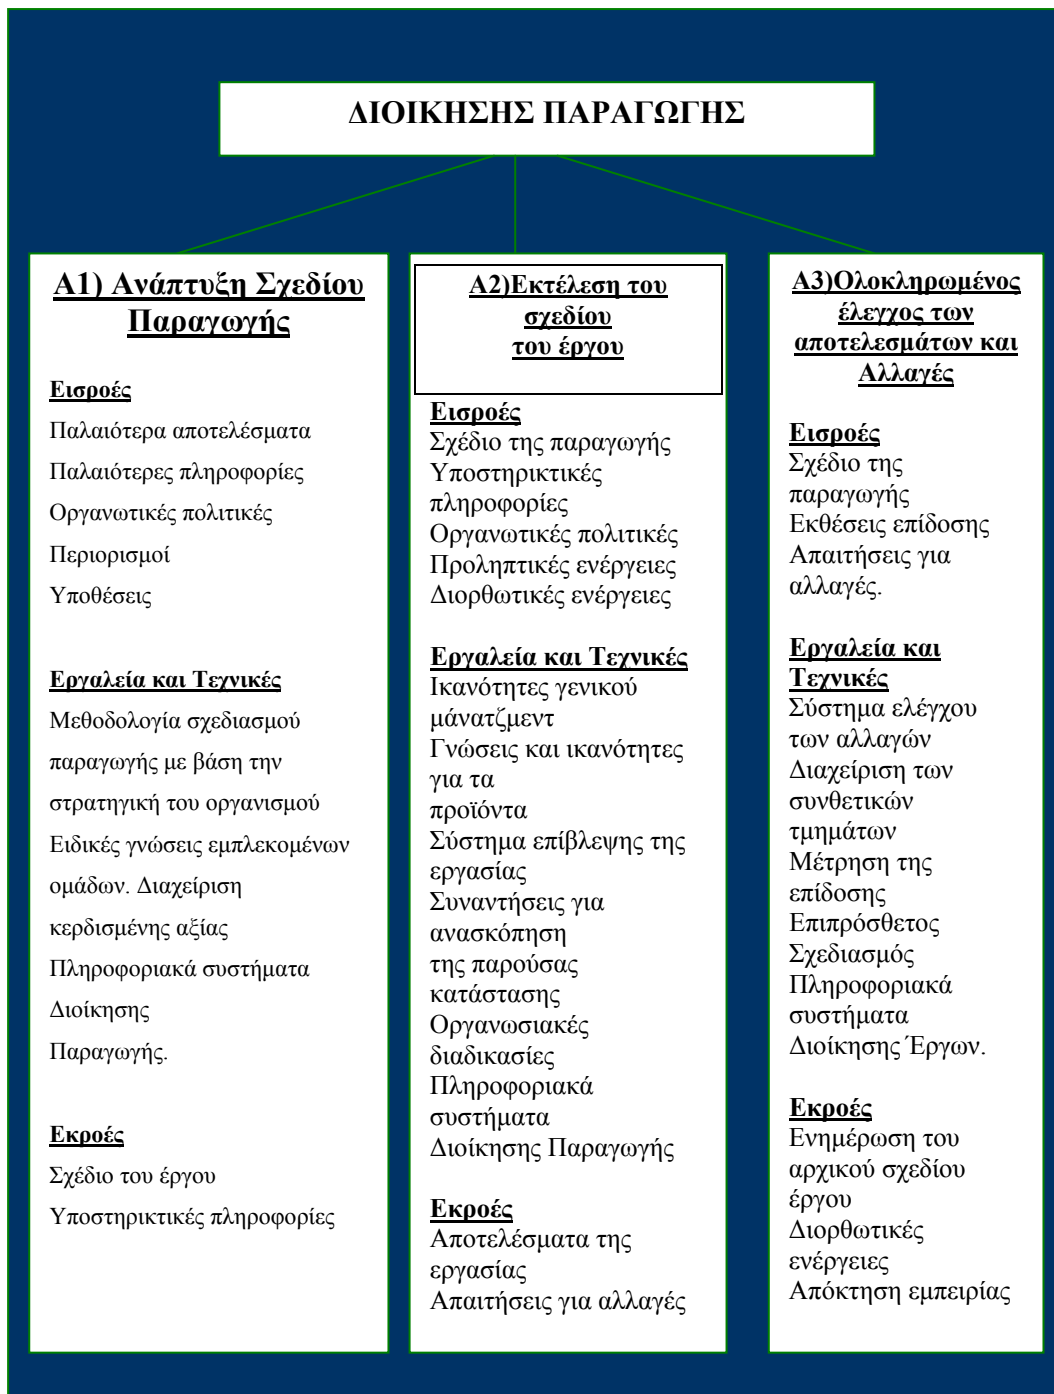 ΔΙΟΙΚΗΣΗΣ ΠΑΡΑΓΩΓΗΣ
Α1) Ανάπτυξη Σχεδίου
Παραγωγής
Εισροές
Παλαιότερα αποτελέσματα
Παλαιότερες πληροφορίες
Οργανωτικές πολιτικές
Περιορισμοί
Υποθέσεις
Εργαλεία και Τεχνικές
Μεθοδολογία σχεδιασμού
παραγωγής με βάση την
στρατηγική του οργανισμού
Ειδικές γνώσεις εμπλεκομένων
ομάδων. Διαχείριση
κερδισμένης αξίας
Πληροφοριακά συστήματα
Διοίκησης
Παραγωγής.
Εκροές
Σχέδιο του έργου
Υποστηρικτικές πληροφορίες
Α2)Εκτέλεση του
σχεδίου
του έργου
Εισροές
Σχέδιο της παραγωγής
Υποστηρικτικές
πληροφορίες
Οργανωτικές πολιτικές
Προληπτικές ενέργειες
Διορθωτικές ενέργειες
Εργαλεία και Τεχνικές
Ικανότητες γενικού
μάνατζμεντ
Γνώσεις και ικανότητες
για τα
προϊόντα
Σύστημα επίβλεψης της
εργασίας
Συναντήσεις για
ανασκόπηση
της παρούσας
κατάστασης
Οργανωσιακές
διαδικασίες
Πληροφοριακά
συστήματα
Διοίκησης Παραγωγής
Εκροές
Αποτελέσματα της
εργασίας
Απαιτήσεις για αλλαγές
Α3)Ολοκληρωμένος
έλεγχος των
αποτελεσμάτων και
Αλλαγές
Εισροές
Σχέδιο της
παραγωγής
Εκθέσεις επίδοσης
Απαιτήσεις για
αλλαγές.
Εργαλεία και
Τεχνικές
Σύστημα ελέγχου
των αλλαγών
Διαχείριση των
συνθετικών
τμημάτων
Μέτρηση της
επίδοσης
Επιπρόσθετος
Σχεδιασμός
Πληροφοριακά
συστήματα
Διοίκησης Έργων.
Εκροές
Ενημέρωση του
αρχικού σχεδίου
έργου
Διορθωτικές
ενέργειες
Απόκτηση εμπειρίας